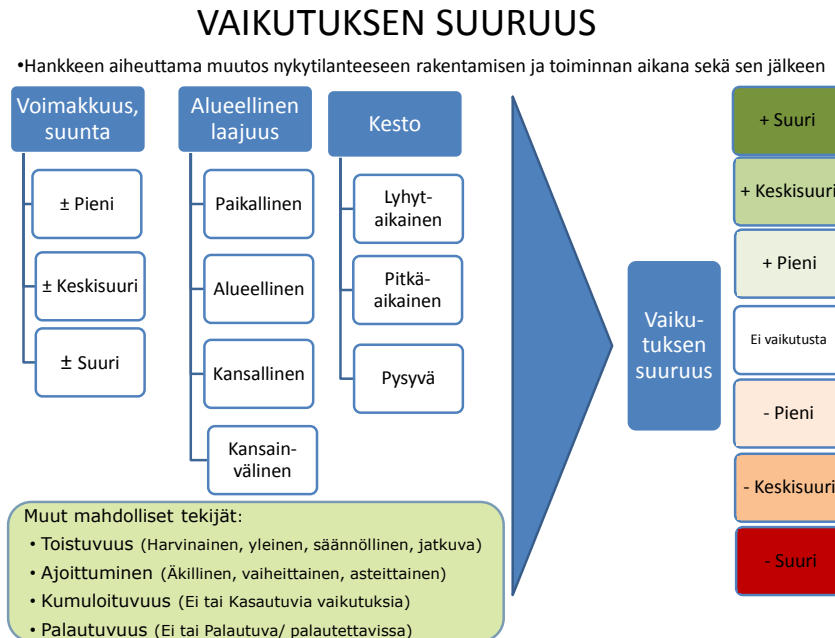 VAIKUTUKSEN SUURUUS
•Hankkeen aiheuttama muutos nykytilanteeseen rakentamisen ja toiminnan aikana sekä sen jälkeen
Voimakkuus,
suunta
± Pieni
± Keskisuuri
± Suuri
Alueellinen
laajuus
Paikallinen
Alueellinen
Kansallinen
Kansain-
välinen
Kesto
Lyhyt-
aikainen
Pitkä-
aikainen
Pysyvä
Vaiku-
tuksen
suuruus
+ Suuri
+ Keskisuuri
+ Pieni
Ei vaikutusta
- Pieni
- Keskisuuri
- Suuri
Muut mahdolliset tekijät:
• Toistuvuus (Harvinainen, yleinen, säännöllinen, jatkuva)
• Ajoittuminen (Äkillinen, vaiheittainen, asteittainen)
• Kumuloituvuus (Ei tai Kasautuvia vaikutuksia)
• Palautuvuus (Ei tai Palautuva/ palautettavissa)